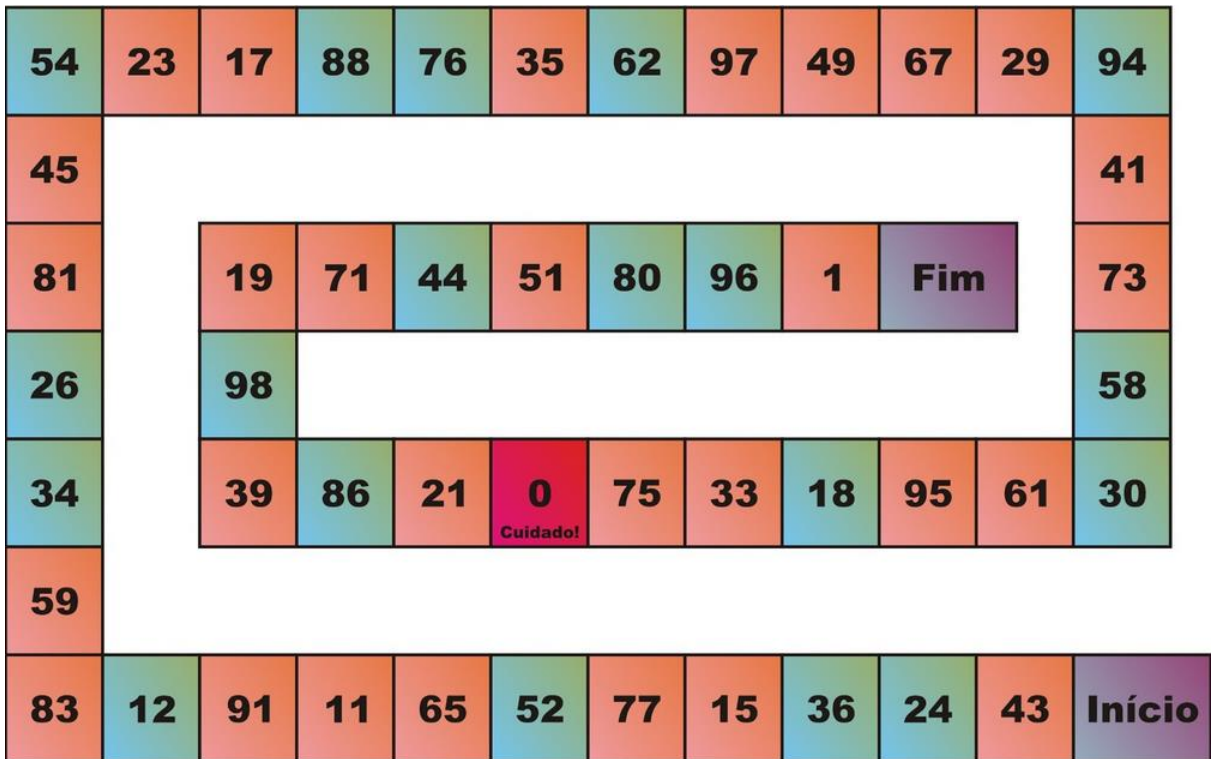 54 23 17 88 76 35 62 97 49 67 29 94
45 41
81 19 71 44 51 80 96 1 Fim 73
26 98 58
34 39 86 21 0 75 33 18 95 61 30
Cuidado!
59
83 12 91 11 65 52 77 15 36 24 43 Início